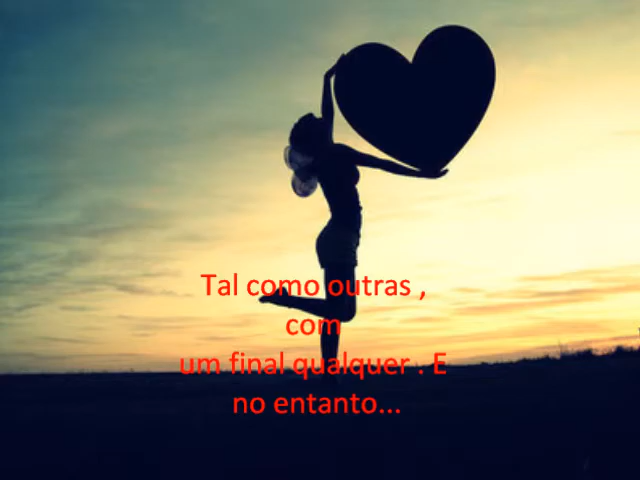 Tal como outras ,
com
um final qualquer . E
no entanto...